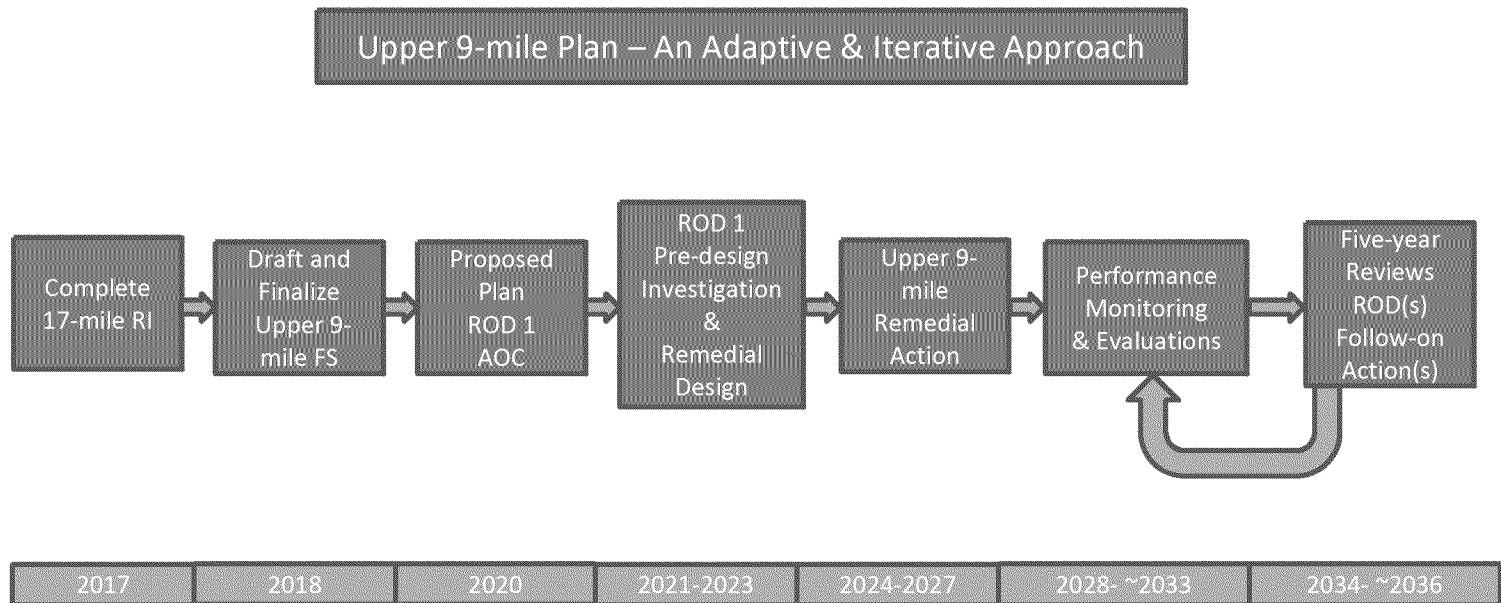 Upper 9-mile Plan – An Adaptive & Iterative Approach
Complete
17-mile RI
Draft and
Finalize
Upper 9-
mile FS
Proposed
Plan
ROD 1
AOC
ROD 1
Pre-design
Investigation
&
Remedial
Design
Upper 9-
mile
Remedial
Action
Performance
Monitoring
& Evaluations
Five-year
Reviews
ROD(s)
Follow-on
Action(s)
2017
2018
2020
2021-2023
2024-2027
2028- ~2033
2034- ~2036